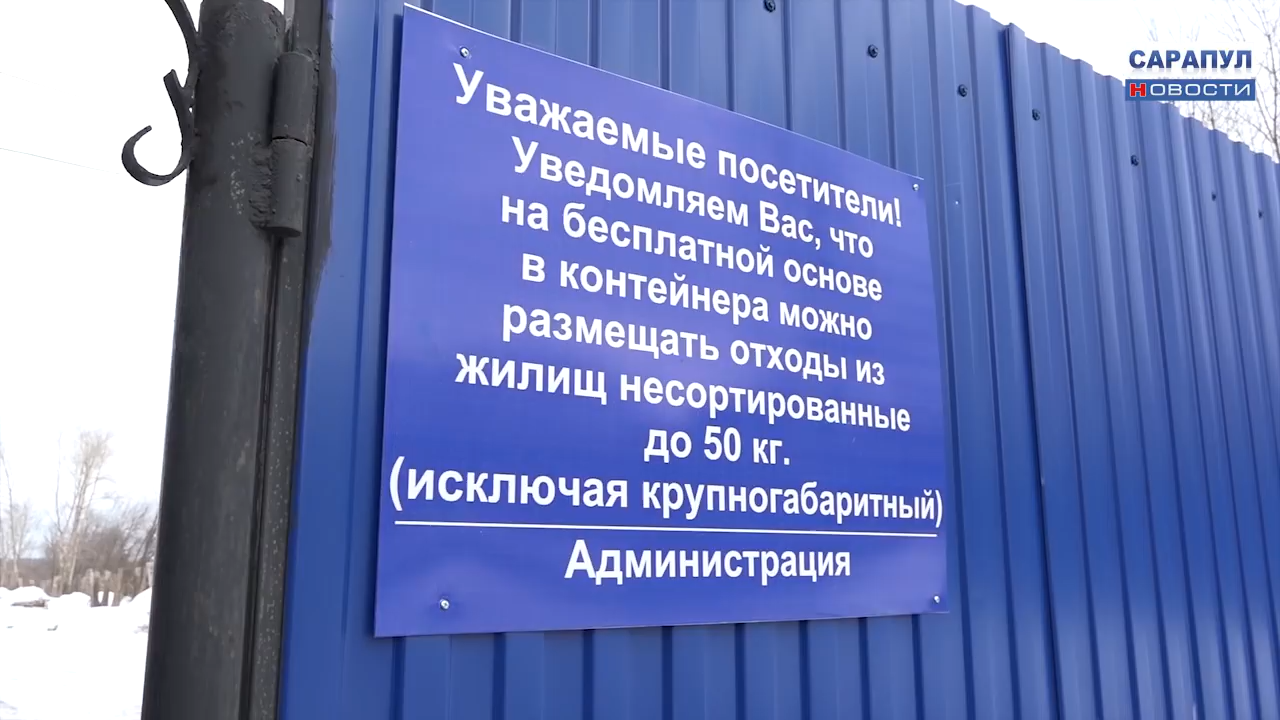 САРАПУЛ
НОВОСТИ
Уважаемые посетители!
Уведомляем Вас, что
на бесплатной основе
в контейнера можно
размещать отходы из
жилищ несортированные
до 50 кг.
(исключая крупногабаритный)
Администрация